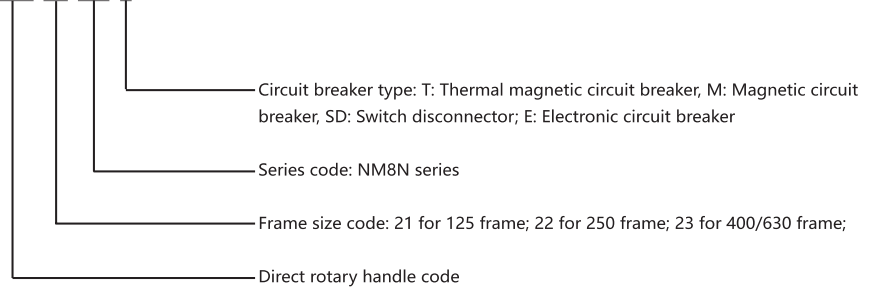 Circuit breaker type: T: Thermal magnetic circuit breaker, M: Magnetic circuit
breaker, SD: Switch disconnector; E: Electronic circuit breaker
Series code: NM8N series
Frame size code: 21 for 125 frame; 22 for 250 frame; 23 for 400/630 frame;
Direct rotary handle code